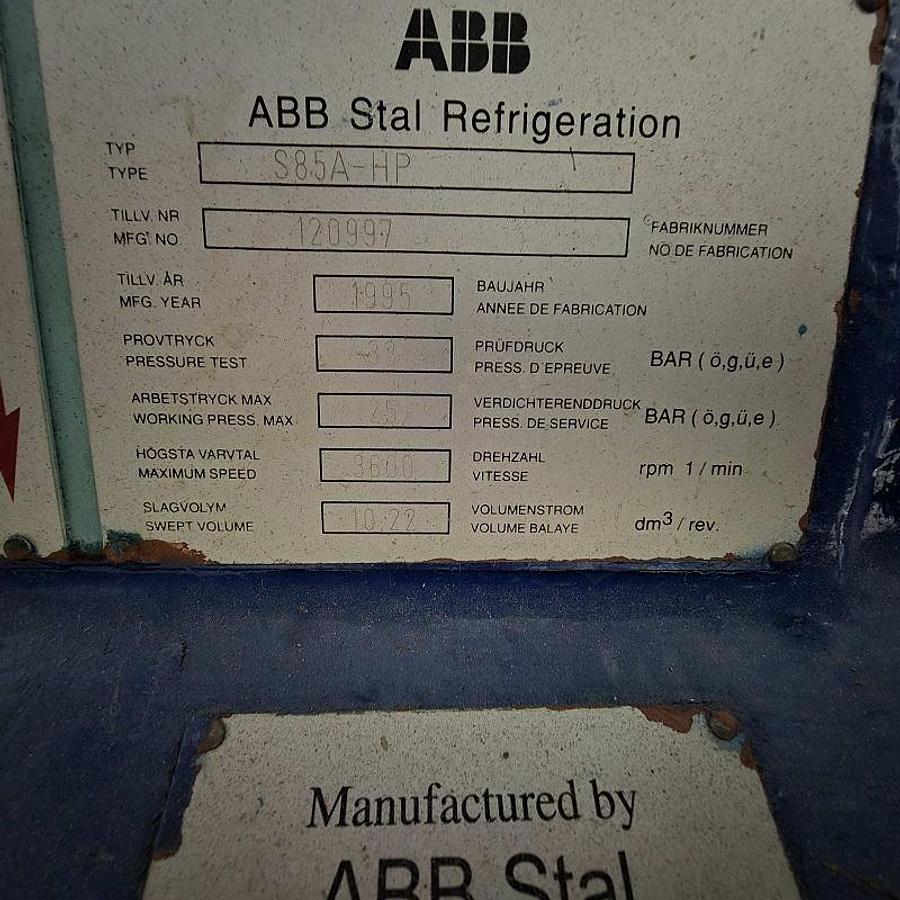 ABB
ABB Stal Refrigeration
TYP
TYPE
S85A-HP
TILLV. NR
MFG. NO
120997
FABRIKNUMMER
NO DE FABRICATION
TILLV. ÅR
MFG. YEAR
1995
BAUJAHR
ANNEE DE FABRICATION
PROVTRYCK
PRESSURE TEST
33
PRÜFDRUCK
PRESS. D'EPREUVE
BAR ( ö,g,ü,e )
ARBETSTRYCK MAX
WORKING PRESS. MAX
25
VERDICHTERENDDRUCK
PRESS. DE SERVICE
BAR ( ö,g,ü,e )
HÖGSTA VARVTAL
MAXIMUM SPEED
3600
DREHZAHL
VITESSE
rpm 1 / min
SLAGVOLYM
SWEPT VOLUME
10.22
VOLUMENSTROM
VOLUME BALAYE
dm3 / rev.
Manufactured by
ABB Stal